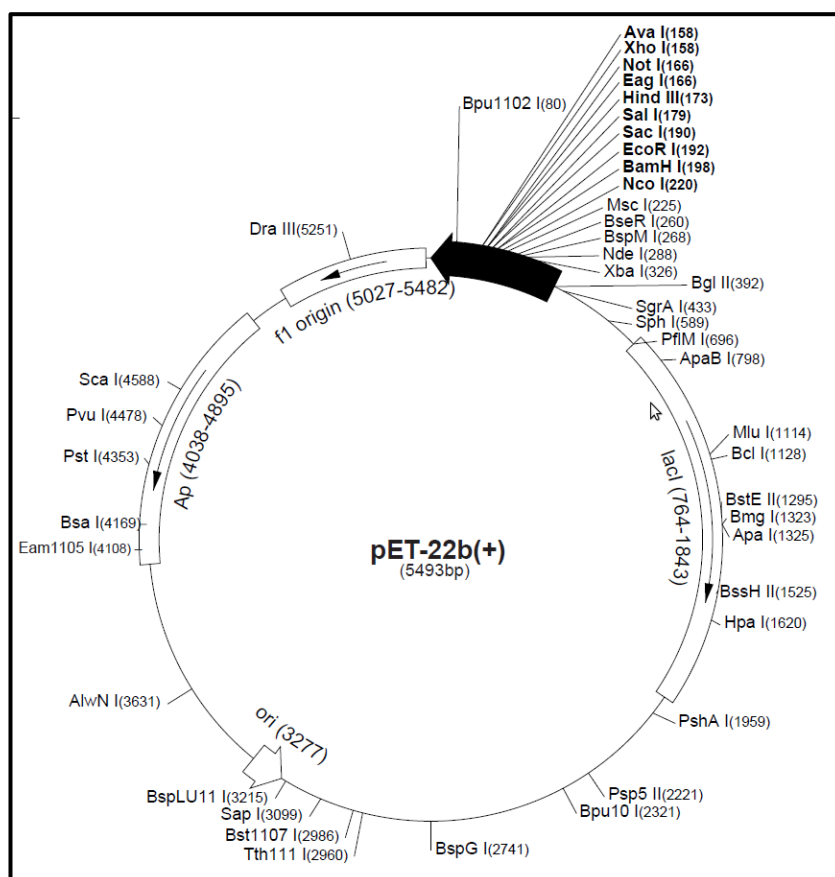 Ava I(158)
Xho I(158)
Not I(166)
Eag I(166)
Hind III(173)
Sal I(179)
Sac I(190)
EcoR I(192)
BamH I(198)
Nco I(220)
Bpu1102 I(80)
Msc I(225)
BseR I(260)
BspM I(268)
Nde I(288)
Xba I(326)
Bgl II(392)
SgrA I(433)
Sph I(589)
PflM I(696)
ApaB I(798)
Dra III(5251)
f1 origin (5027-5482)
Sca I(4588)
Pvu I(4478)
Pst I(4353)
Ap (4038-4895)
Bsa I(4169)
Eam1105 I(4108)
Mlu I(1114)
Bcl I(1128)
lacI (764-1843)
BstE II(1295)
Bmg I(1323)
Apa I(1325)
pET-22b(+)
(5493bp)
BssH II(1525)
Hpa I(1620)
AlwN I(3631)
ori (3277)
PshA I(1959)
BspLU11 I(3215)
Sap I(3099)
Bst1107 I(2986)
Tth111 I(2960)
BspG I(2741)
Psp5 II(2221)
Bpu10 I(2321)